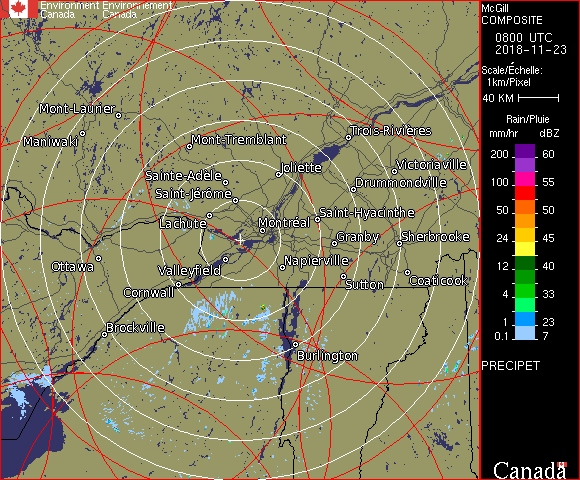 Environment Environnement
Canada Canada
McGill
COMPOSITE
0800 UTC
2018-11-23
Scale/Échelle:
1km/Pixel
40 KM
Rain/Pluie
mm/hr dBZ
200 60
155
100 55
50 50
24 45
12 40
4 33
1 23
0.1 7
PRECIPET
Canada
Mont-Laurier
Maniwaki
Mont-Tremblant
Trois-Rivières
Joliette
Victoriaville
Sainte-Adèle
Drummondville
Saint-Jérôme
Saint-Hyacinthe
Lachute
Montréal
Granby
Sherbrooke
Ottawa
Valleyfield
Napierville
Cornwall
Sutton
Coaticook
Brockville
Burlington